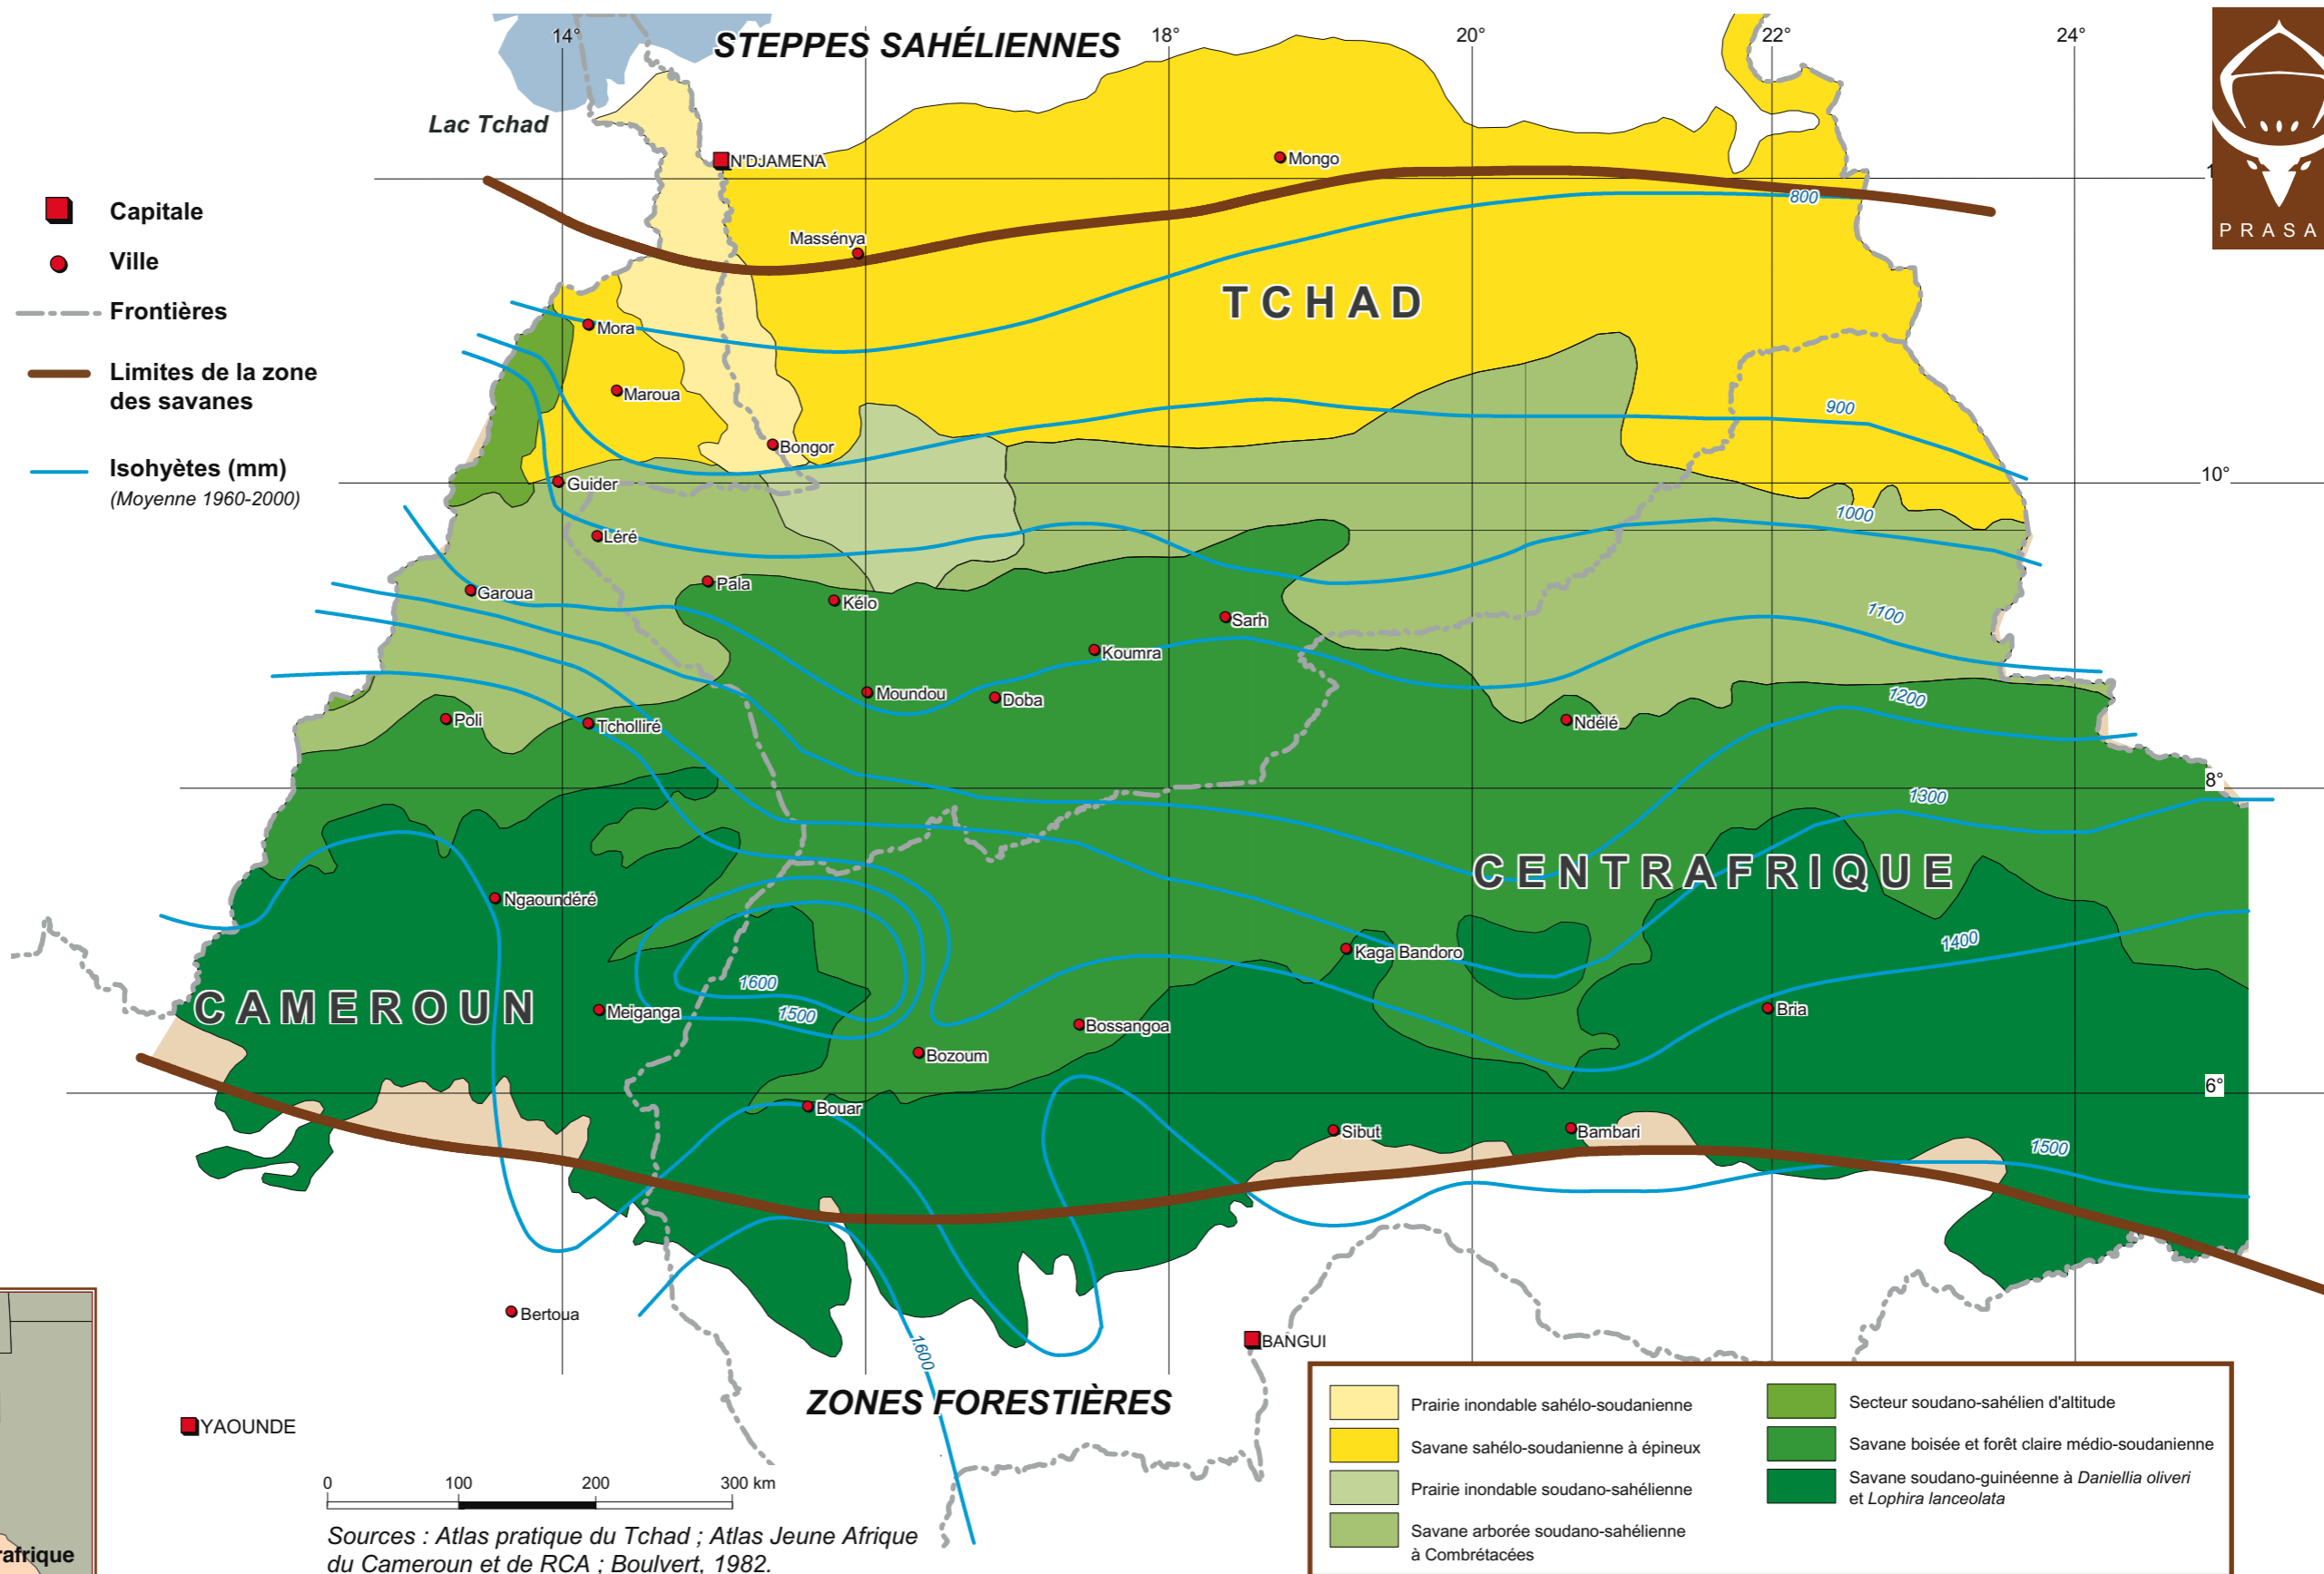 STEPPES SAHÉLIENNES
14°
18°
20°
22°
24°
Lac Tchad
PRASA
N'DJAMENA
Mongo
Capitale
Ville
Frontières
Limites de la zone
des savanes
Isohyètes (mm)
(Moyenne 1960-2000)
800
Massénya
TCHAD
Mora
Maroua
900
Bongor
10°
Guider
1000
Léré
Pala
Garoua
Kélo
1100
Sarh
Koumra
Moundou
Doba
1200
Poli
Tcholliré
Ndélé
8°
1300
CENTRAFRIQUE
Ngaoundéré
1400
Kaga Bandoro
1600
CAMEROUN
Meiganga
1500
Bria
Bossangoa
Bozoum
6°
Bouar
Sibut
Bambari
1500
Bertoua
BANGUI
1600
ZONES FORESTIÈRES
YAOUNDE
0 100 200 300 km
Sources : Atlas pratique du Tchad ; Atlas Jeune Afrique
du Cameroun et de RCA ; Boulvert, 1982.
Prairie inondable sahélo-soudanienne
Savane sahélo-soudanienne à épineux
Prairie inondable soudano-sahélienne
Savane arborée soudano-sahélienne
à Combrétacées
Secteur soudano-sahélien d'altitude
Savane boisée et forêt claire médio-soudanienne
Savane soudano-guinéenne à Daniellia oliveri
et Lophira lanceolata